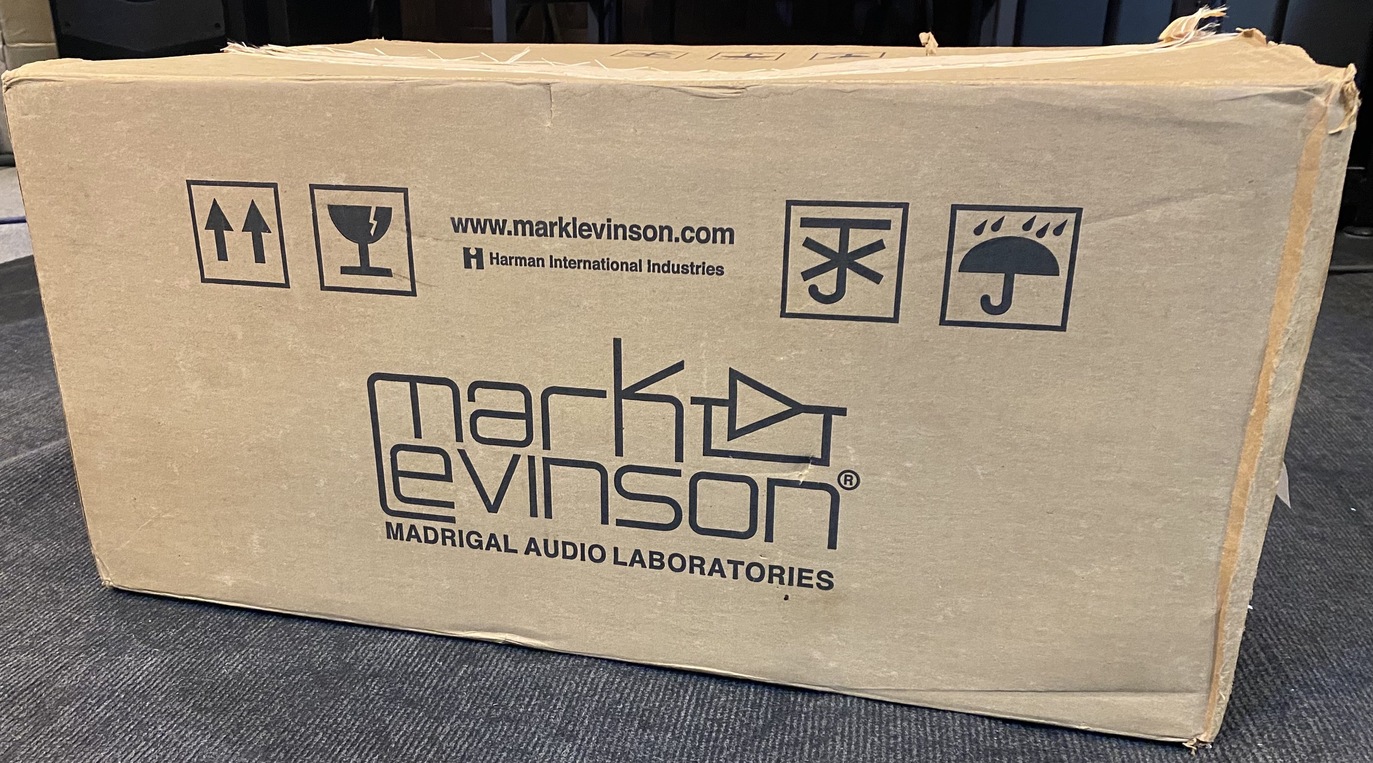 www.marklevinson.com
Harman International Industries
mark
Levinson®
MADRIGAL AUDIO LABORATORIES